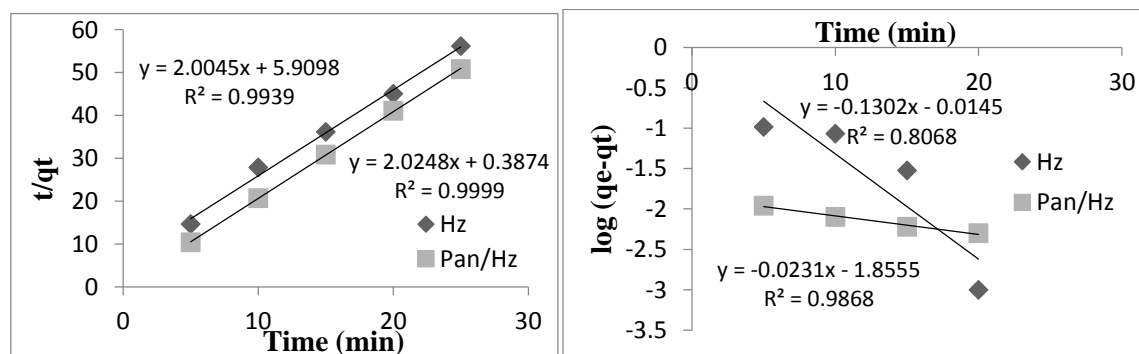 60
50
40
30
20
10
0
t/qt
y = 2.0045x + 5.9098
R² = 0.9939
y = 2.0248x + 0.3874
R² = 0.9999
Hz
Pan/Hz
0 10 20 30
Time (min)
Time (min)
0 10 20 30
0
-0.5
-1
-1.5
-2
-2.5
-3
-3.5
log (qe-qt)
y = -0.1302x - 0.0145
R² = 0.8068
Hz
Pan/Hz
y = -0.0231x - 1.8555
R² = 0.9868